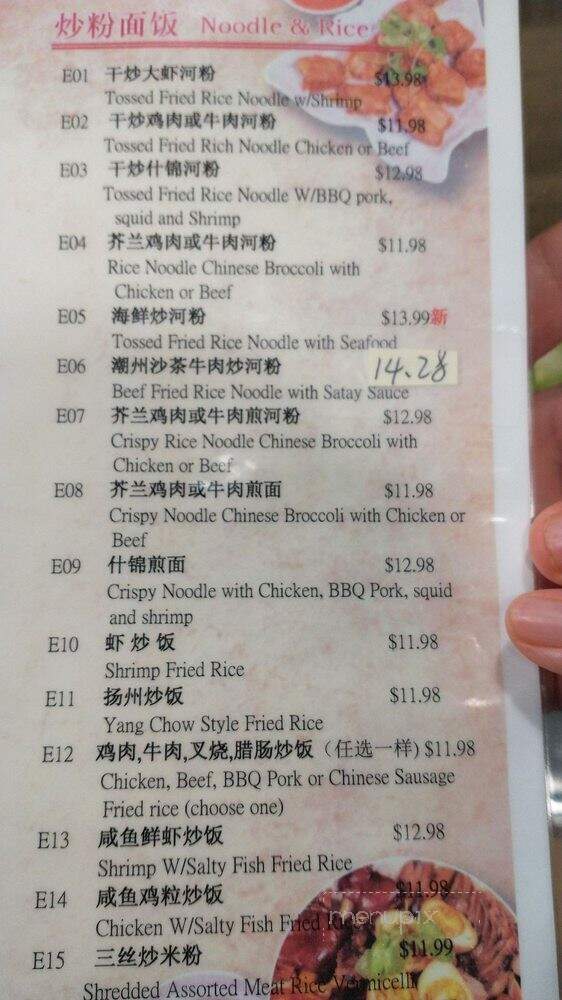 炒粉面饭 Noodle & Rice
E01 干炒大虾河粉 $13.98
Tossed Fried Rice Noodle w/Shrimp
E02 干炒鸡肉或牛肉河粉 $11.98
Tossed Fried Rich Noodle Chicken or Beef
E03 干炒什锦河粉 $12.98
Tossed Fried Rice Noodle W/BBQ pork,
squid and Shrimp
E04 芥兰鸡肉或牛肉河粉 $11.98
Rice Noodle Chinese Broccoli with
Chicken or Beef
E05 海鲜炒河粉 $13.99新
Tossed Fried Rice Noodle with Seafood
E06 潮州沙茶牛肉炒河粉 14.28
Beef Fried Rice Noodle with Satay Sauce
E07 芥兰鸡肉或牛肉煎河粉 $12.98
Crispy Rice Noodle Chinese Broccoli with
Chicken or Beef
E08 芥兰鸡肉或牛肉煎面 $11.98
Crispy Noodle Chinese Broccoli with Chicken or
Beef
E09 什锦煎面 $12.98
Crispy Noodle with Chicken, BBQ Pork, squid
and shrimp
E10 虾炒饭 $11.98
Shrimp Fried Rice
E11 扬州炒饭 $11.98
Yang Chow Style Fried Rice
E12 鸡肉,牛肉,叉烧,腊肠炒饭（任选一样) $11.98
Chicken, Beef, BBQ Pork or Chinese Sausage
Fried rice (choose one)
E13 咸鱼鲜虾炒饭 $12.98
Shrimp W/Salty Fish Fried Rice
E14 咸鱼鸡粒炒饭 $11.98
Chicken W/Salty Fish Fried Rice
menupix
E15 三丝炒米粉 $11.99
Shredded Assorted Meat Rice Vermicelli